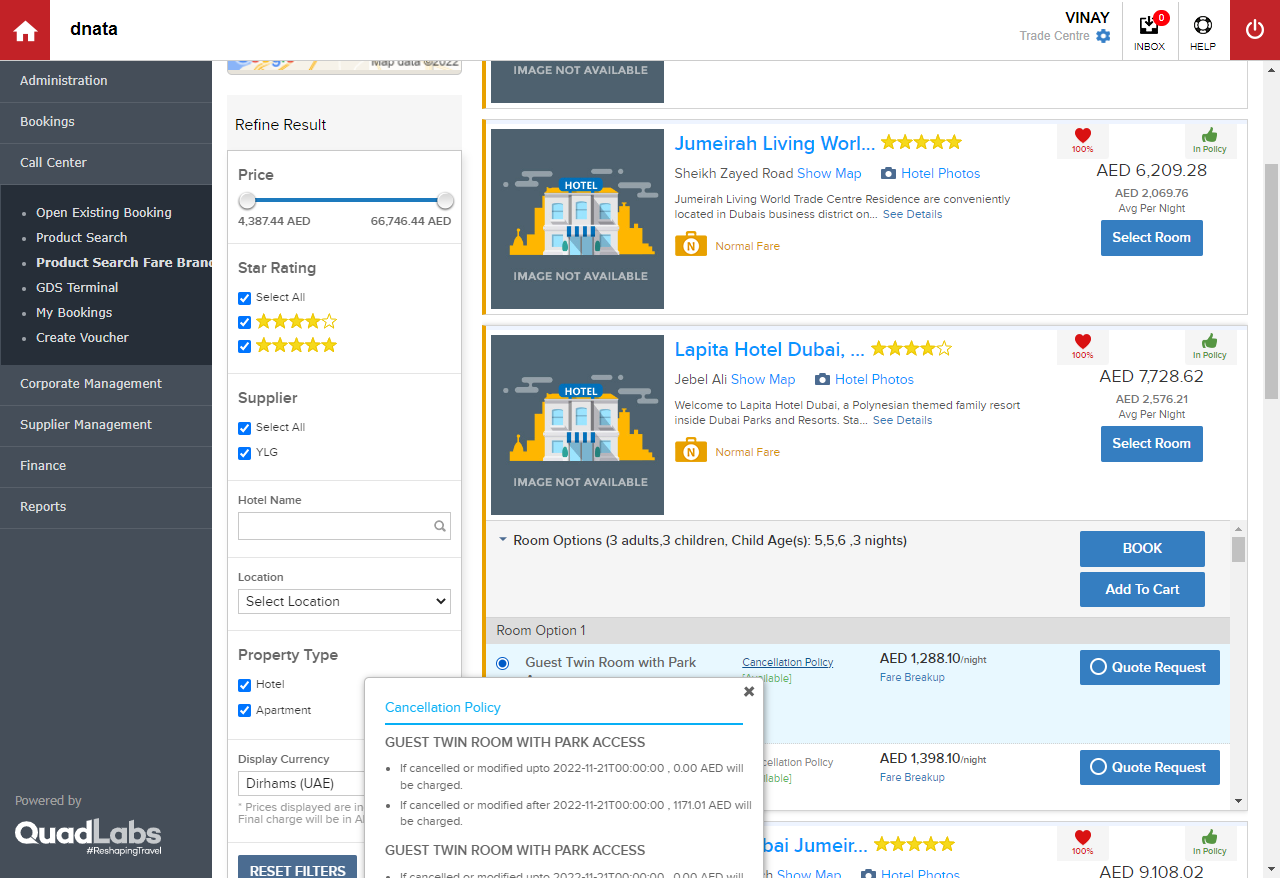 dnata
VINAY
Trade Centre
0
INBOX
HELP
Administration
Bookings
Call Center
Open Existing Booking
Product Search
Product Search Fare Bran
GDS Terminal
My Bookings
Create Voucher
Corporate Management
Supplier Management
Finance
Reports
Powered by
QuadLabs
#ReshapingTravel
Map data ©2022
Refine Result
Price
4,387.44 AED
66,746.44 AED
Star Rating
Select All
Supplier
Select All
YLG
Hotel Name
Location
Select Location
Property Type
Hotel
Apartment
Display Currency
Dirhams (UAE)
* Prices displayed are in
Final charge will be in A
RESET FILTERS
IMAGE NOT AVAILABLE
HOTEL
IMAGE NOT AVAILABLE
Jumeirah Living Worl...
Sheikh Zayed Road Show Map
Hotel Photos
Jumeirah Living World Trade Centre Residence are conveniently
located in Dubais business district on... See Details
N
Normal Fare
100%
In Policy
AED 6,209.28
AED 2,069.76
Avg Per Night
Select Room
HOTEL
IMAGE NOT AVAILABLE
Lapita Hotel Dubai, ...
Jebel Ali Show Map
Hotel Photos
Welcome to Lapita Hotel Dubai, a Polynesian themed family resort
inside Dubai Parks and Resorts. Sta... See Details
N
Normal Fare
100%
In Policy
AED 7,728.62
AED 2,576.21
Avg Per Night
Select Room
Room Options (3 adults,3 children, Child Age(s): 5,5,6 ,3 nights)
BOOK
Add To Cart
Room Option 1
Guest Twin Room with Park
Cancellation Policy
[Available]
AED 1,288.10/night
Fare Breakup
Quote Request
cellation Policy
ilable]
AED 1,398.10/night
Fare Breakup
Quote Request
Cancellation Policy
GUEST TWIN ROOM WITH PARK ACCESS
If cancelled or modified upto 2022-11-21T00:00:00 , 0.00 AED will
be charged.
If cancelled or modified after 2022-11-21T00:00:00 , 1171.01 AED will
be charged.
GUEST TWIN ROOM WITH PARK ACCESS
If cancelled or modified upto 2022-11-21T00:00:00 , 0.00 AED will
bai Jumeir...
h Show Map
Hotel Photos
100%
In Policy
AED 9,108.02